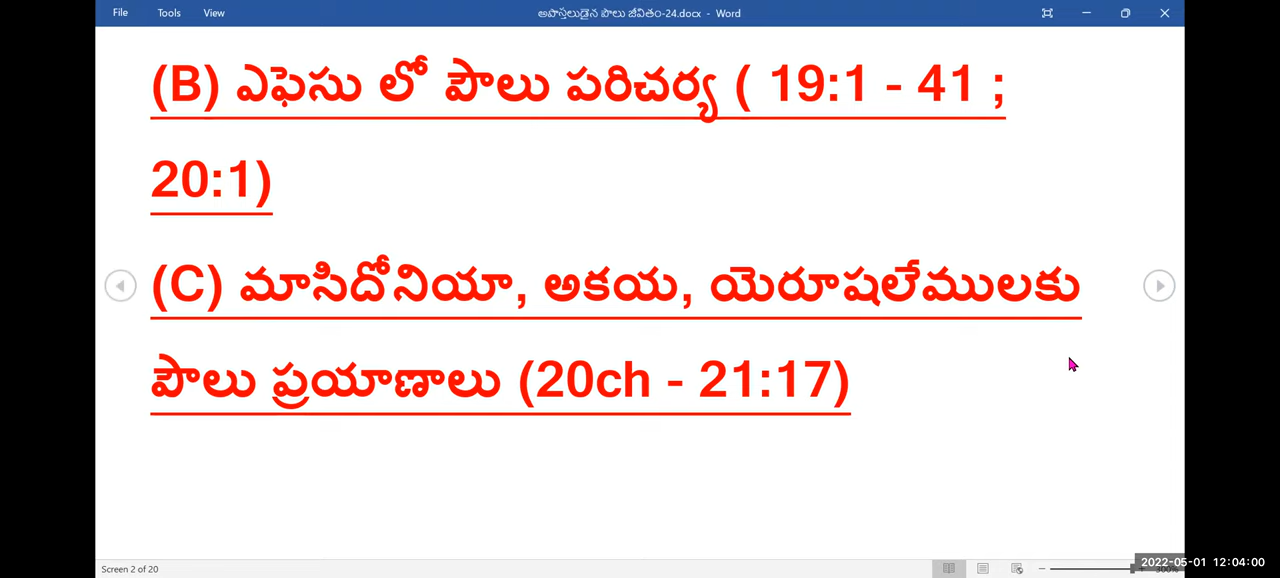 File Tools View అపొస్తలుడైన పౌలు జీవితం-24.docx - Word
(B) ఎఫెసు లో పౌలు పరిచర్య ( 19:1 - 41 ;
20:1)
(C) మాసిదోనియా, అకయ, యెరూషలేములకు
పౌలు ప్రయాణాలు (20ch - 21:17)
Screen 2 of 20
2022-05-01 12:04:00